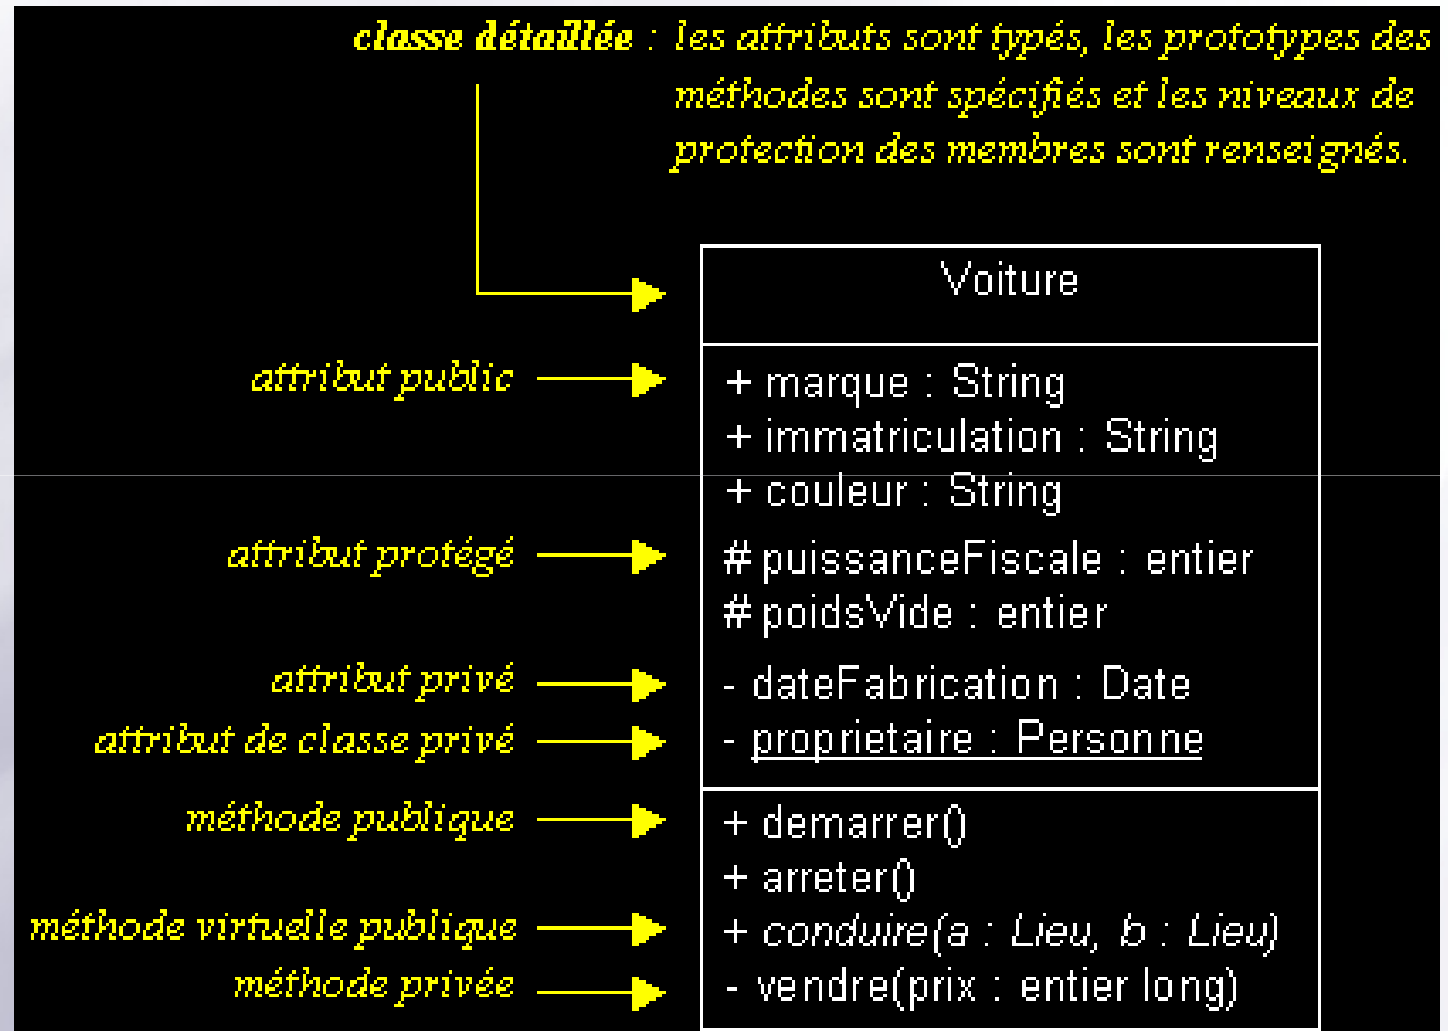 classe détaillée : les attributs sont typés, les prototypes des
méthodes sont spécifiés et les niveaux de
protection des membres sont renseignés.
Voiture
attribut public
+ marque : String
+ immatriculation : String
+ couleur : String
attribut protégé
# puissanceFiscale : entier
# poidsVide : entier
attribut privé
- dateFabrication : Date
attribut de classe privé
- proprietaire : Personne
méthode publique
+ demarrer()
+ arreter()
méthode virtuelle publique
+ conduire(a : Lieu, b : Lieu)
méthode privée
- vendre(prix : entier long)